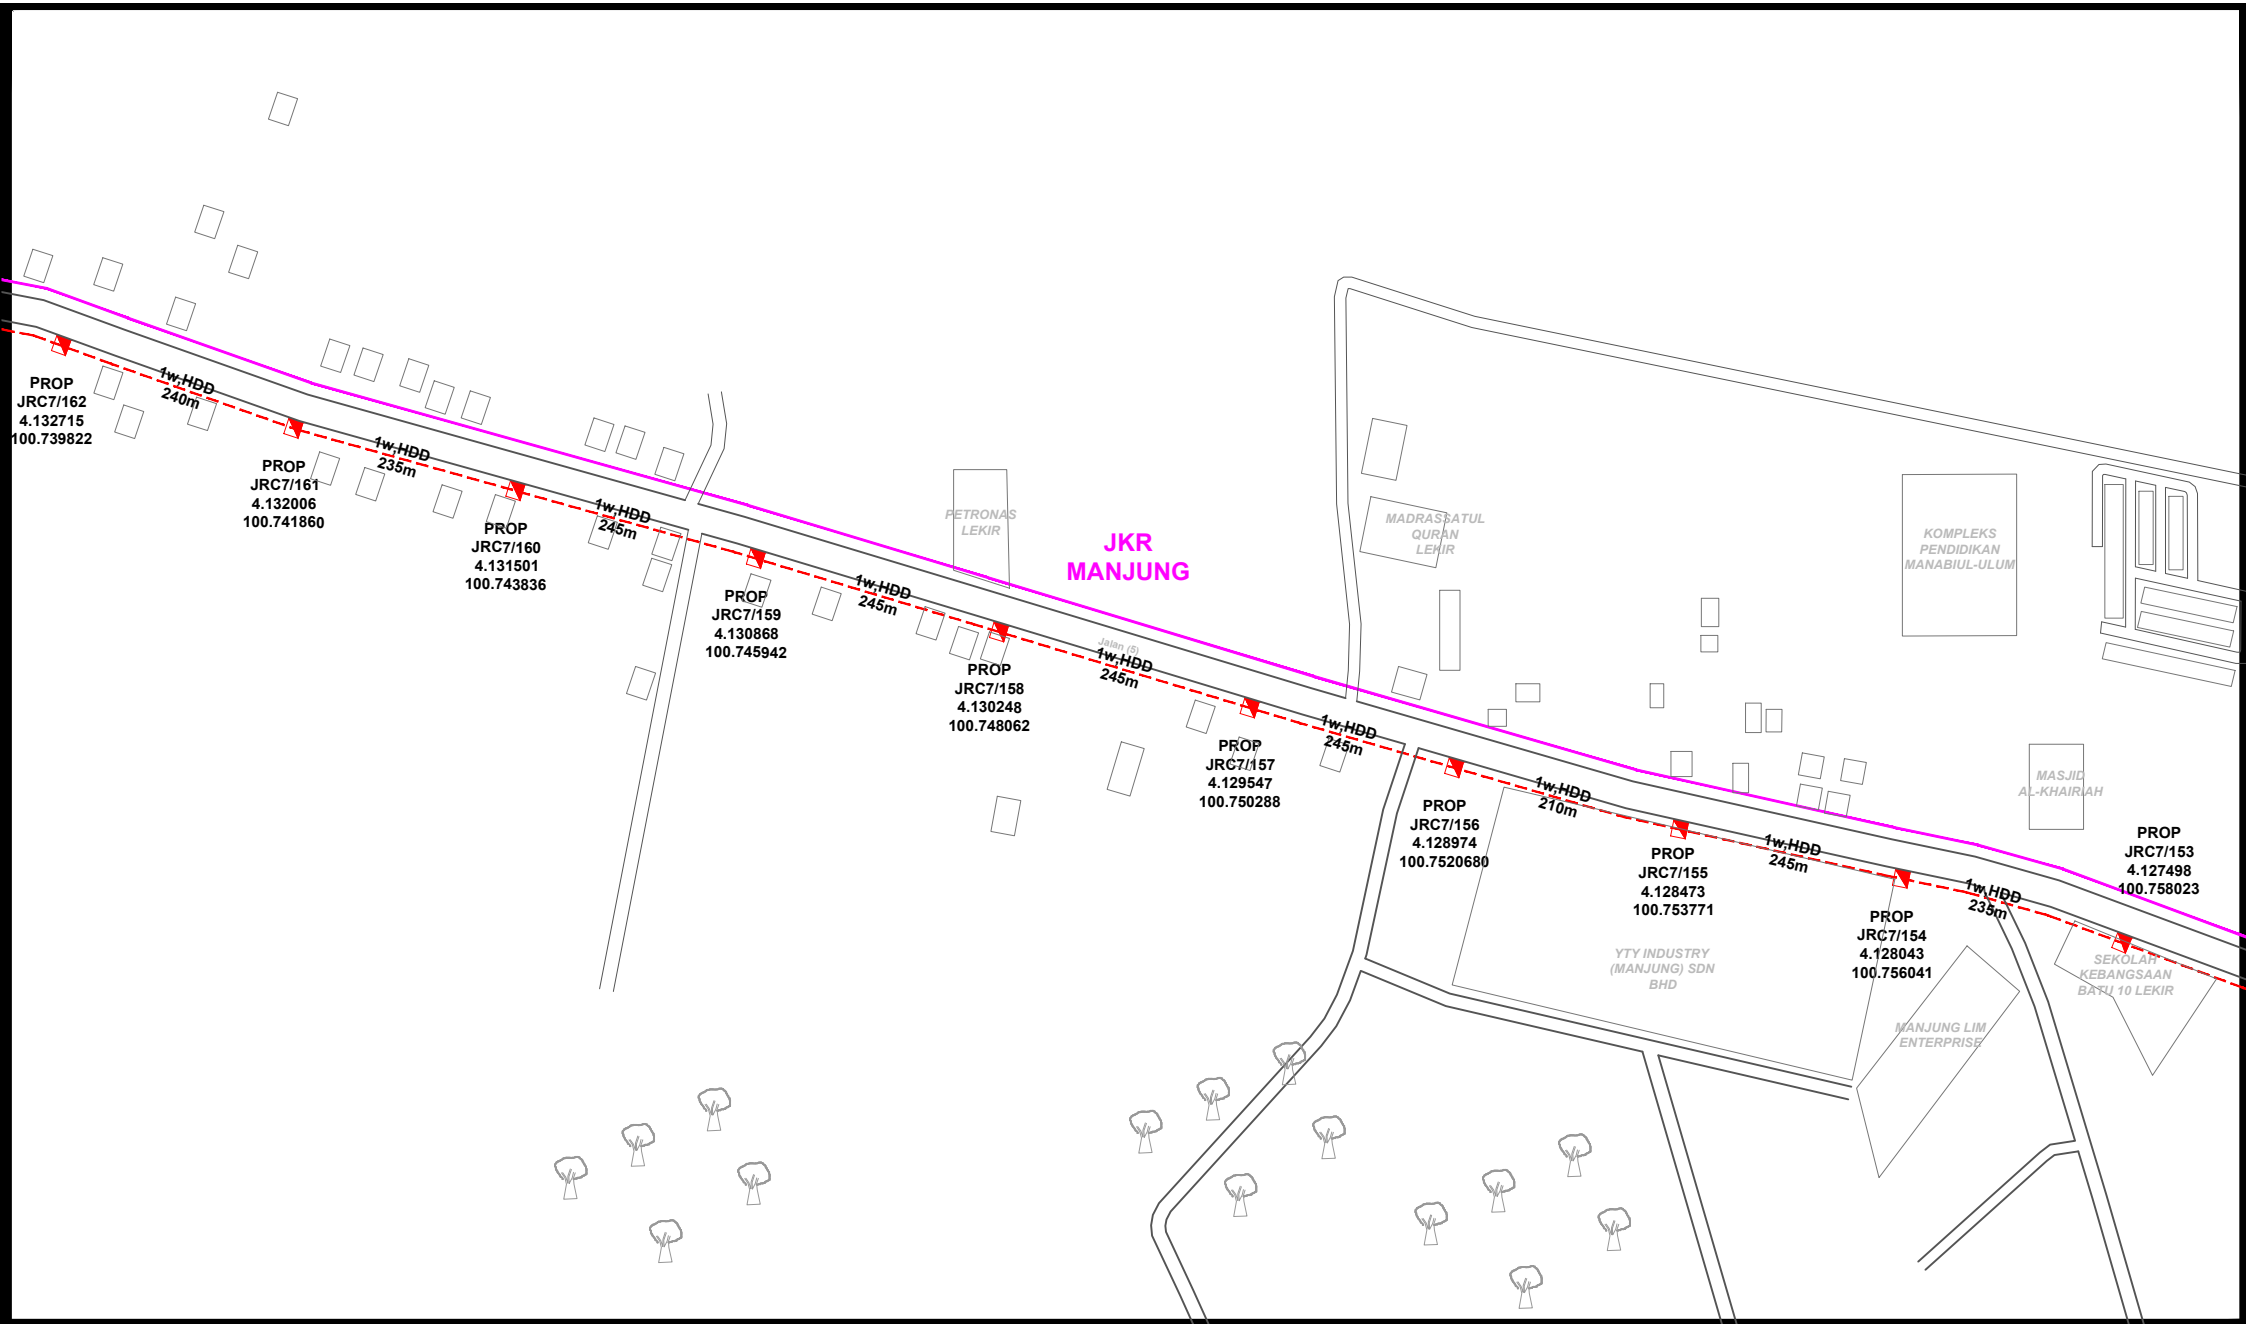 PROP
JRC7/162
4.132715
100.739822
1w,HDD
240m
PROP
JRC7/161
4.132006
100.741860
1w,HDD
235m
PROP
JRC7/160
4.131501
100.743836
1w,HDD
245m
PROP
JRC7/159
4.130868
100.745942
1w,HDD
245m
PETRONAS
LEKIR
PROP
JRC7/158
4.130248
100.748062
JKR
MANJUNG
Jalan (5)
1w,HDD
245m
PROP
JRC7/157
4.129547
100.750288
1w,HDD
245m
MADRASSATUL
QURAN
LEKIR
PROP
JRC7/156
4.128974
100.7520680
1w,HDD
210m
PROP
JRC7/155
4.128473
100.753771
1w,HDD
245m
YTY INDUSTRY
(MANJUNG) SDN
BHD
KOMPLEKS
PENDIDIKAN
MANABIUL-ULUM
PROP
JRC7/154
4.128043
100.756041
1w,HDD
235m
MASJID
AL-KHAIRIAH
PROP
JRC7/153
4.127498
100.758023
SEKOLAH
KEBANGSAAN
BATU 10 LEKIR
MANJUNG LIM
ENTERPRISE